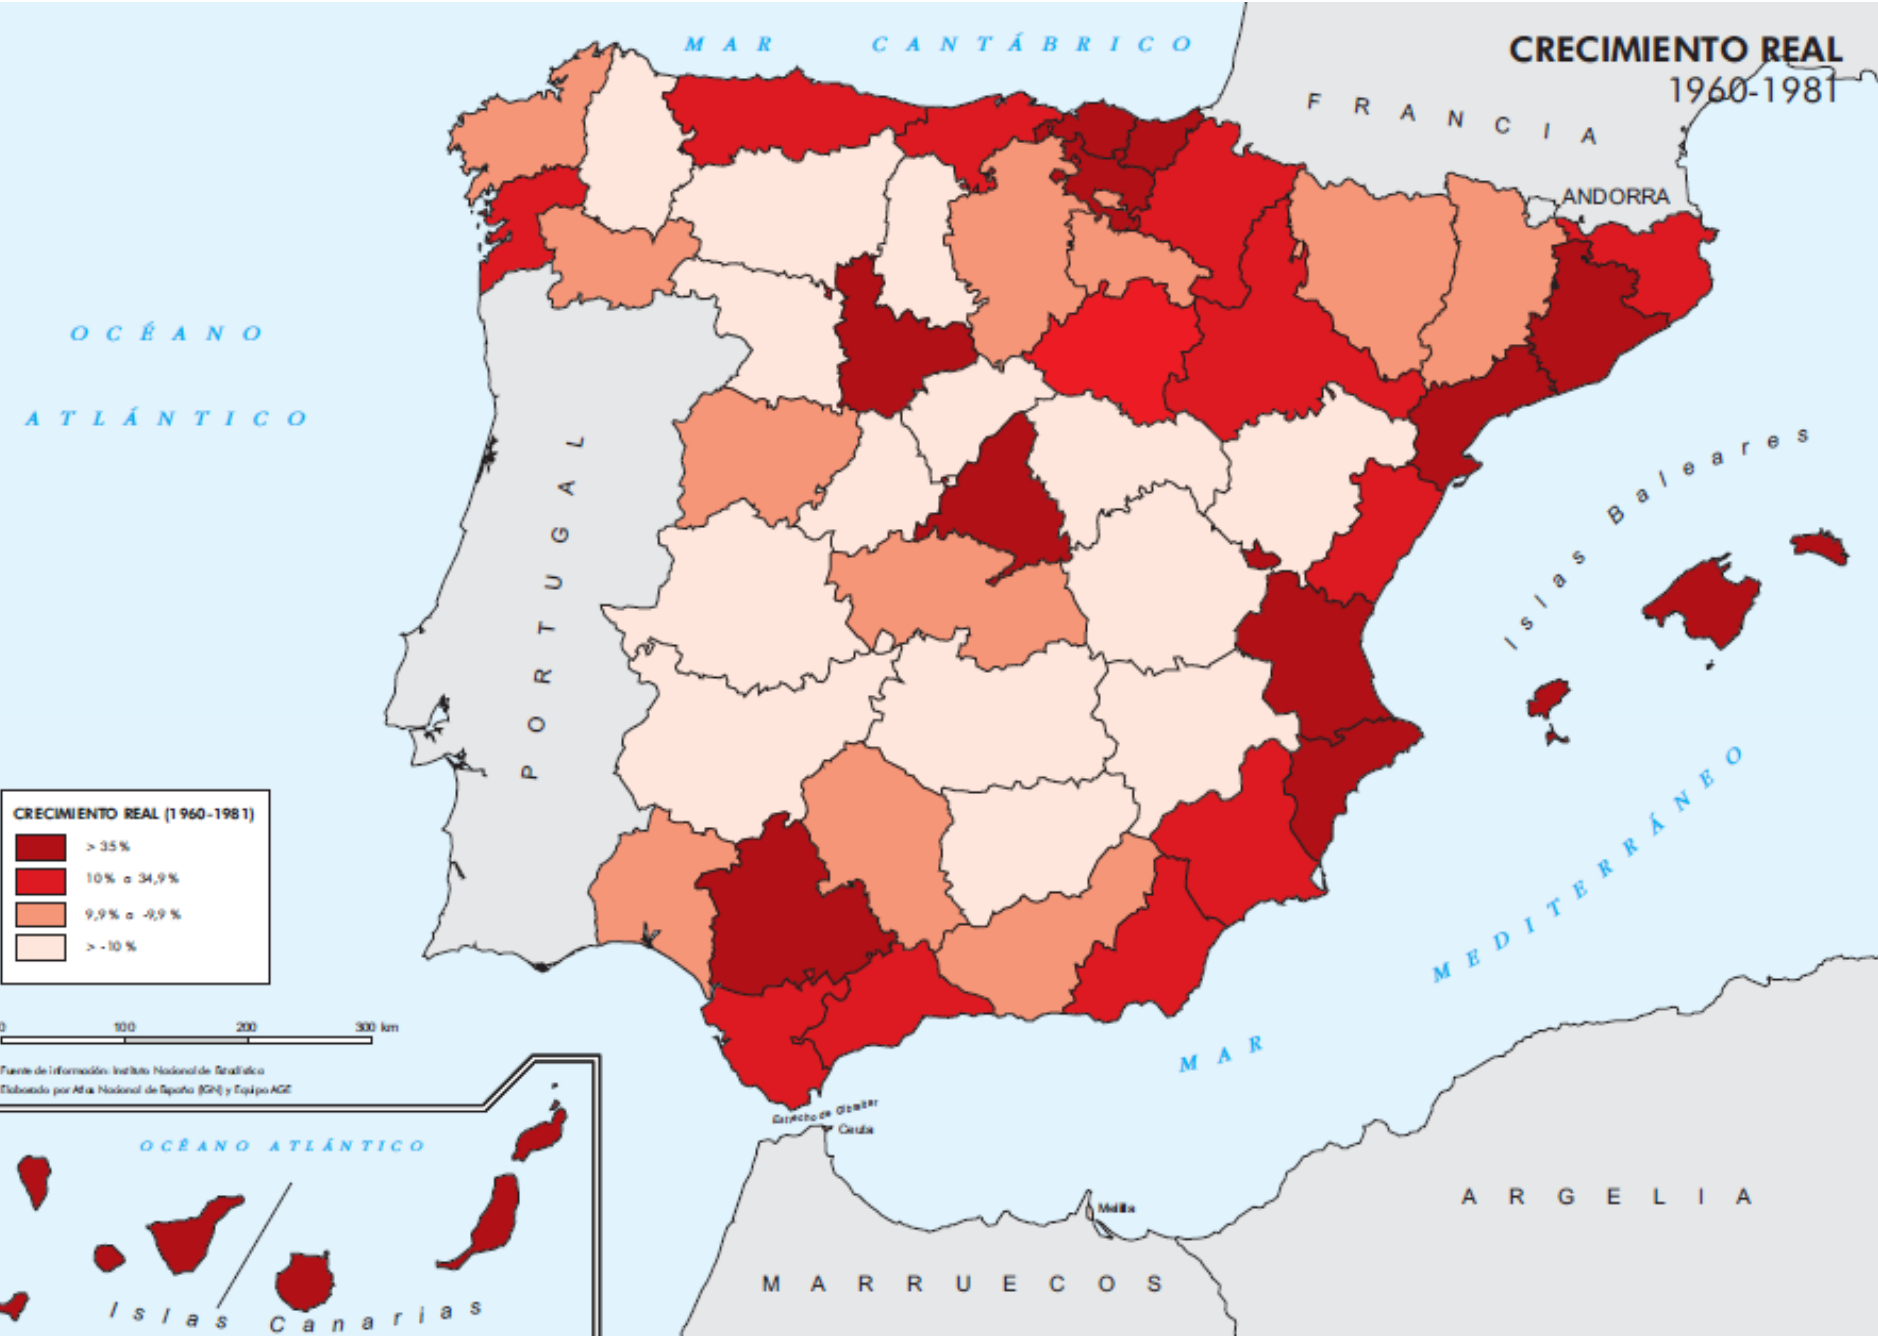 CRECIMIENTO REAL
1960-1981
MAR CANTÁBRICO
FRANCIA
ANDORRA
OCÉANO
ATLÁNTICO
PORTUGAL
Islas Baleares
MAR MEDITERRÁNEO
CRECIMIENTO REAL (1960-1981)
> 35 %
10 % a 34,9 %
9,9 % a -9,9 %
> -10 %
0 100 200 300 km
Fuente de información: Instituto Nacional de Estadística
Elaborado por Atlas Nacional de España (IGN) y Equipo AGE
Estrecho de Gibraltar
Ceuta
Melilla
OCÉANO ATLÁNTICO
Islas Canarias
MARRUECOS
ARGELIA